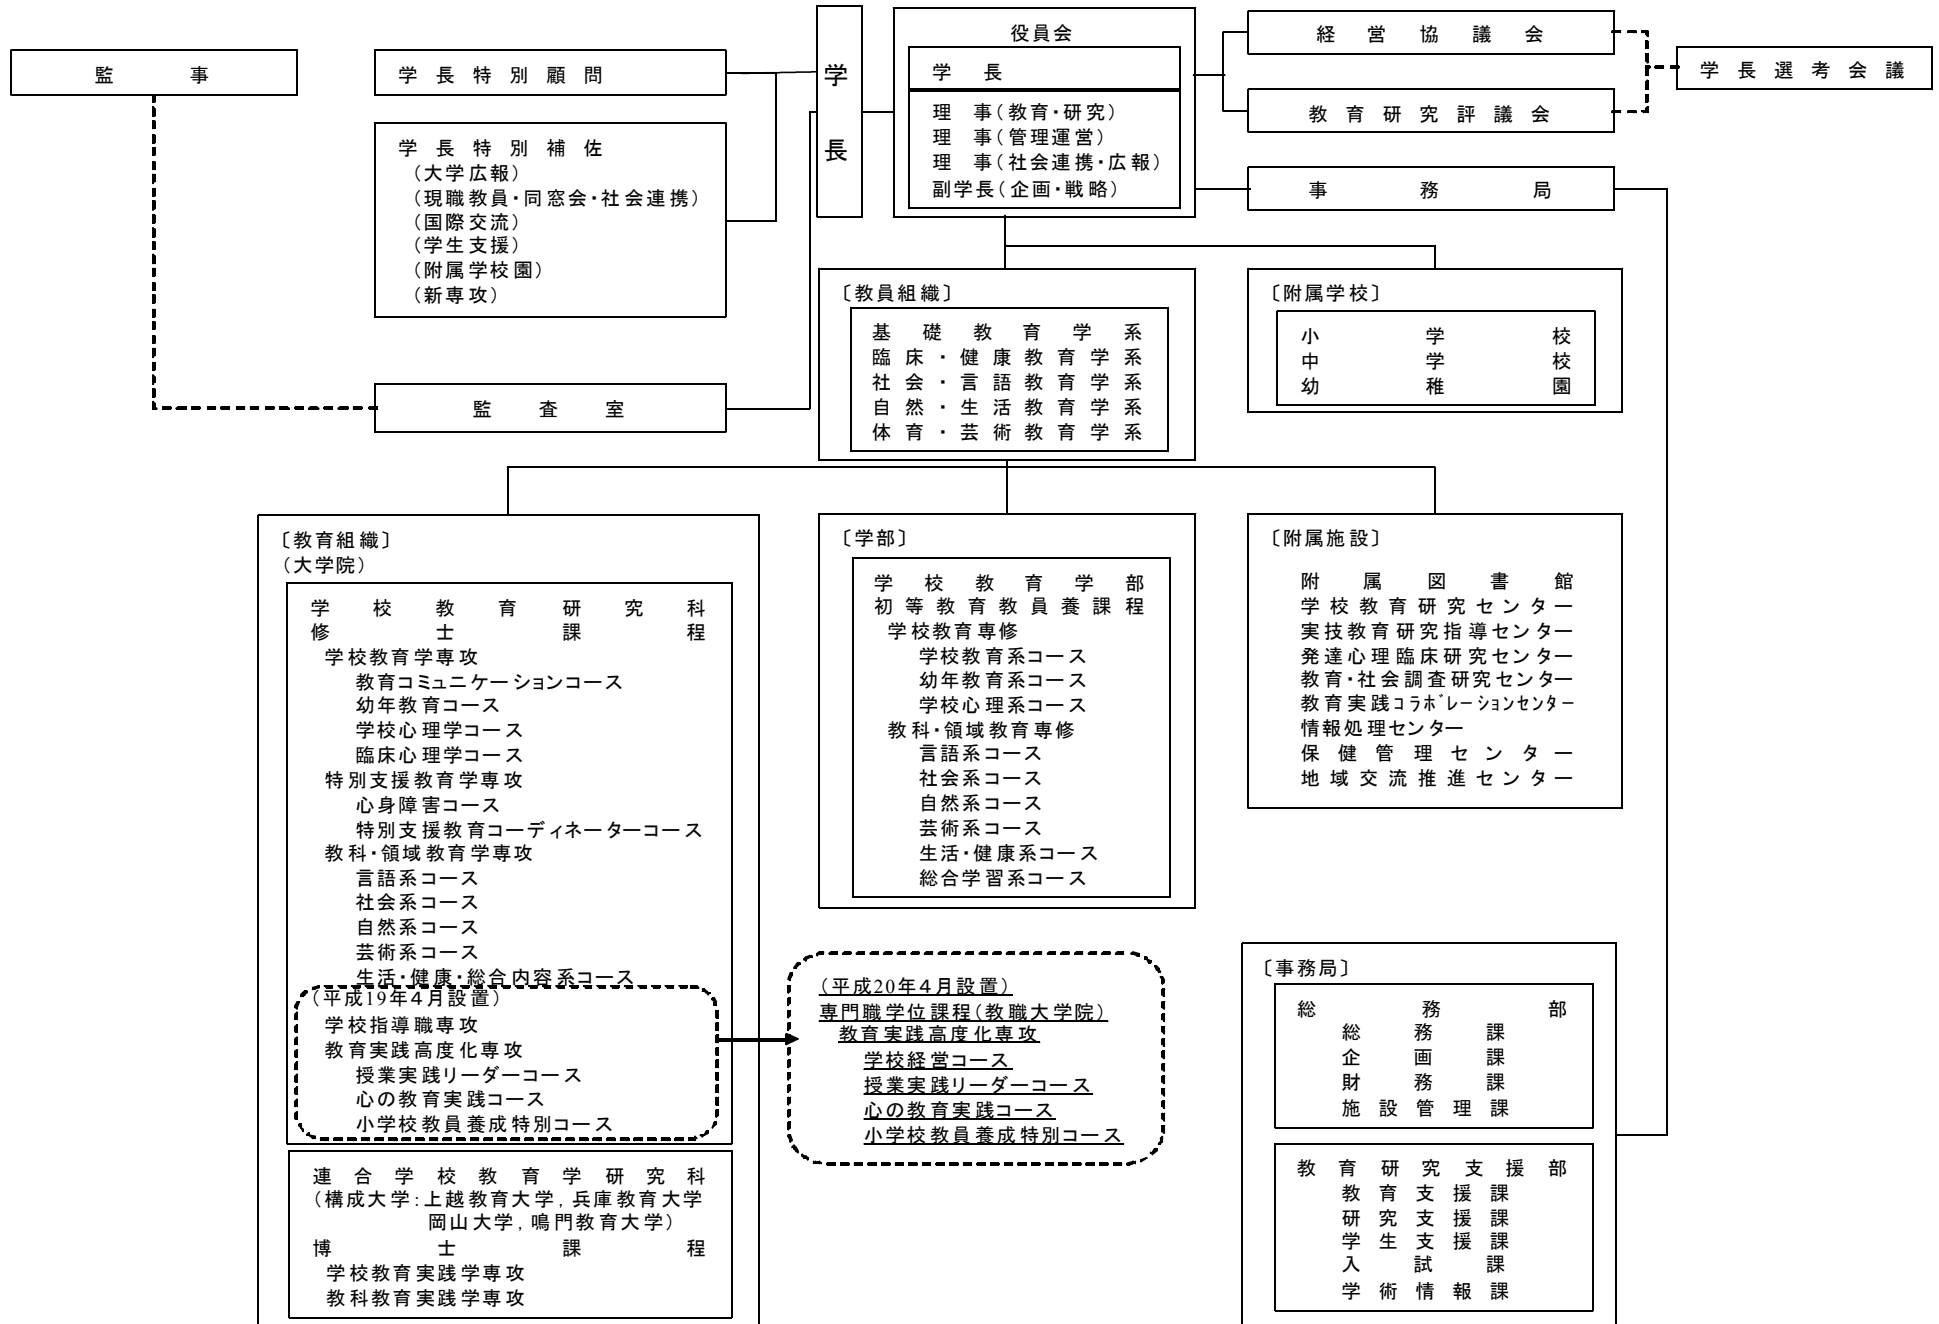 監事
学長特別顧問
学長特別補佐
（大学広報）
（現職教員・同窓会・社会連携）
（国際交流）
（学生支援）
（附属学校園）
（新専攻）
監査室
学長
役員会
学長
理事（教育・研究）
理事（管理運営）
理事（社会連携・広報）
副学長（企画・戦略）
経営協議会
教育研究評議会
学長選考会議
事務局
〔教員組織〕
基礎教育学系
臨床・健康教育学系
社会・言語教育学系
自然・生活教育学系
体育・芸術教育学系
〔附属学校〕
小学校
中学校
幼稚園
〔教育組織〕
（大学院）
学校教育研究科
修士課程
学校教育学専攻
教育コミュニケーションコース
幼年教育コース
学校心理学コース
臨床心理学コース
特別支援教育学専攻
心身障害コース
特別支援教育コーディネーターコース
教科・領域教育学専攻
言語系コース
社会系コース
自然系コース
芸術系コース
生活・健康・総合内容系コース
（平成19年４月設置）
学校指導職専攻
教育実践高度化専攻
授業実践リーダーコース
心の教育実践コース
小学校教員養成特別コース
連合学校教育学研究科
（構成大学：上越教育大学，兵庫教育大学
岡山大学，鳴門教育大学）
博士課程
学校教育実践学専攻
教科教育実践学専攻
〔学部〕
学校教育学部
初等教育教員養課程
学校教育専修
学校教育系コース
幼年教育系コース
学校心理系コース
教科・領域教育専修
言語系コース
社会系コース
自然系コース
芸術系コース
生活・健康系コース
総合学習系コース
（平成20年４月設置）
専門職学位課程（教職大学院）
教育実践高度化専攻
学校経営コース
授業実践リーダーコース
心の教育実践コース
小学校教員養成特別コース
〔附属施設〕
附属図書館
学校教育研究センター
実技教育研究指導センター
発達心理臨床研究センター
教育・社会調査研究センター
教育実践ｺﾗﾎﾞﾚｰｼｮﾝｾﾝﾀｰ
情報処理センター
保健管理センター
地域交流推進センター
〔事務局〕
総務部
総務課
企画課
財務課
施設管理課
教育研究支援部
教育支援課
研究支援課
学生支援課
入試課
学術情報課